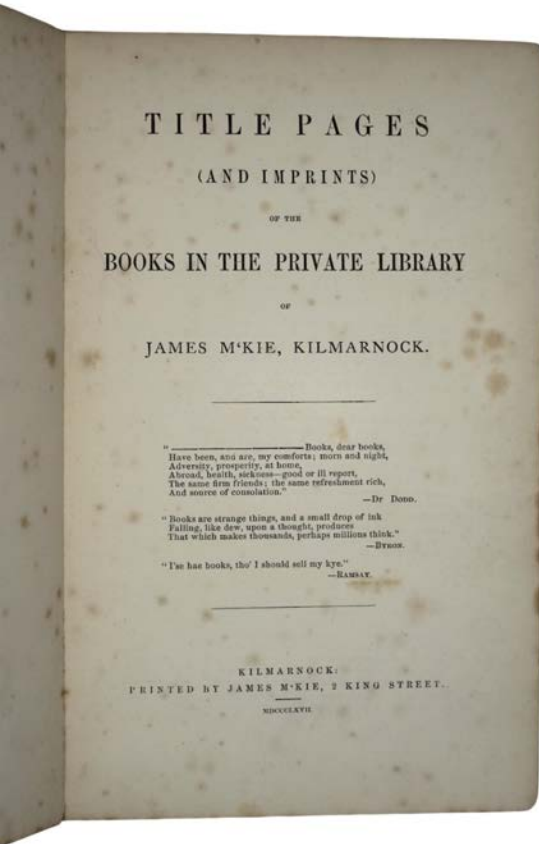 TITLE PAGES
(AND IMPRINTS)
OF THE
BOOKS IN THE PRIVATE LIBRARY
OF
JAMES M‘KIE, KILMARNOCK.
"——————————Books, dear books,
Have been, and are, my comforts; morn and night,
Adversity, prosperity, at home,
Abroad, health, sickness—good or ill report,
The same firm friends; the same refreshment rich,
And source of consolation."
—Dr Dodd.
"Books are strange things, and a small drop of ink
Falling, like dew, upon a thought, produces
That which makes thousands, perhaps millions think."
—Byron.
"I'se hae books, tho' I should sell my kye."
—Ramsay.
KILMARNOCK:
PRINTED BY JAMES M‘KIE, 2 KING STREET.
MDCCCLXVII.